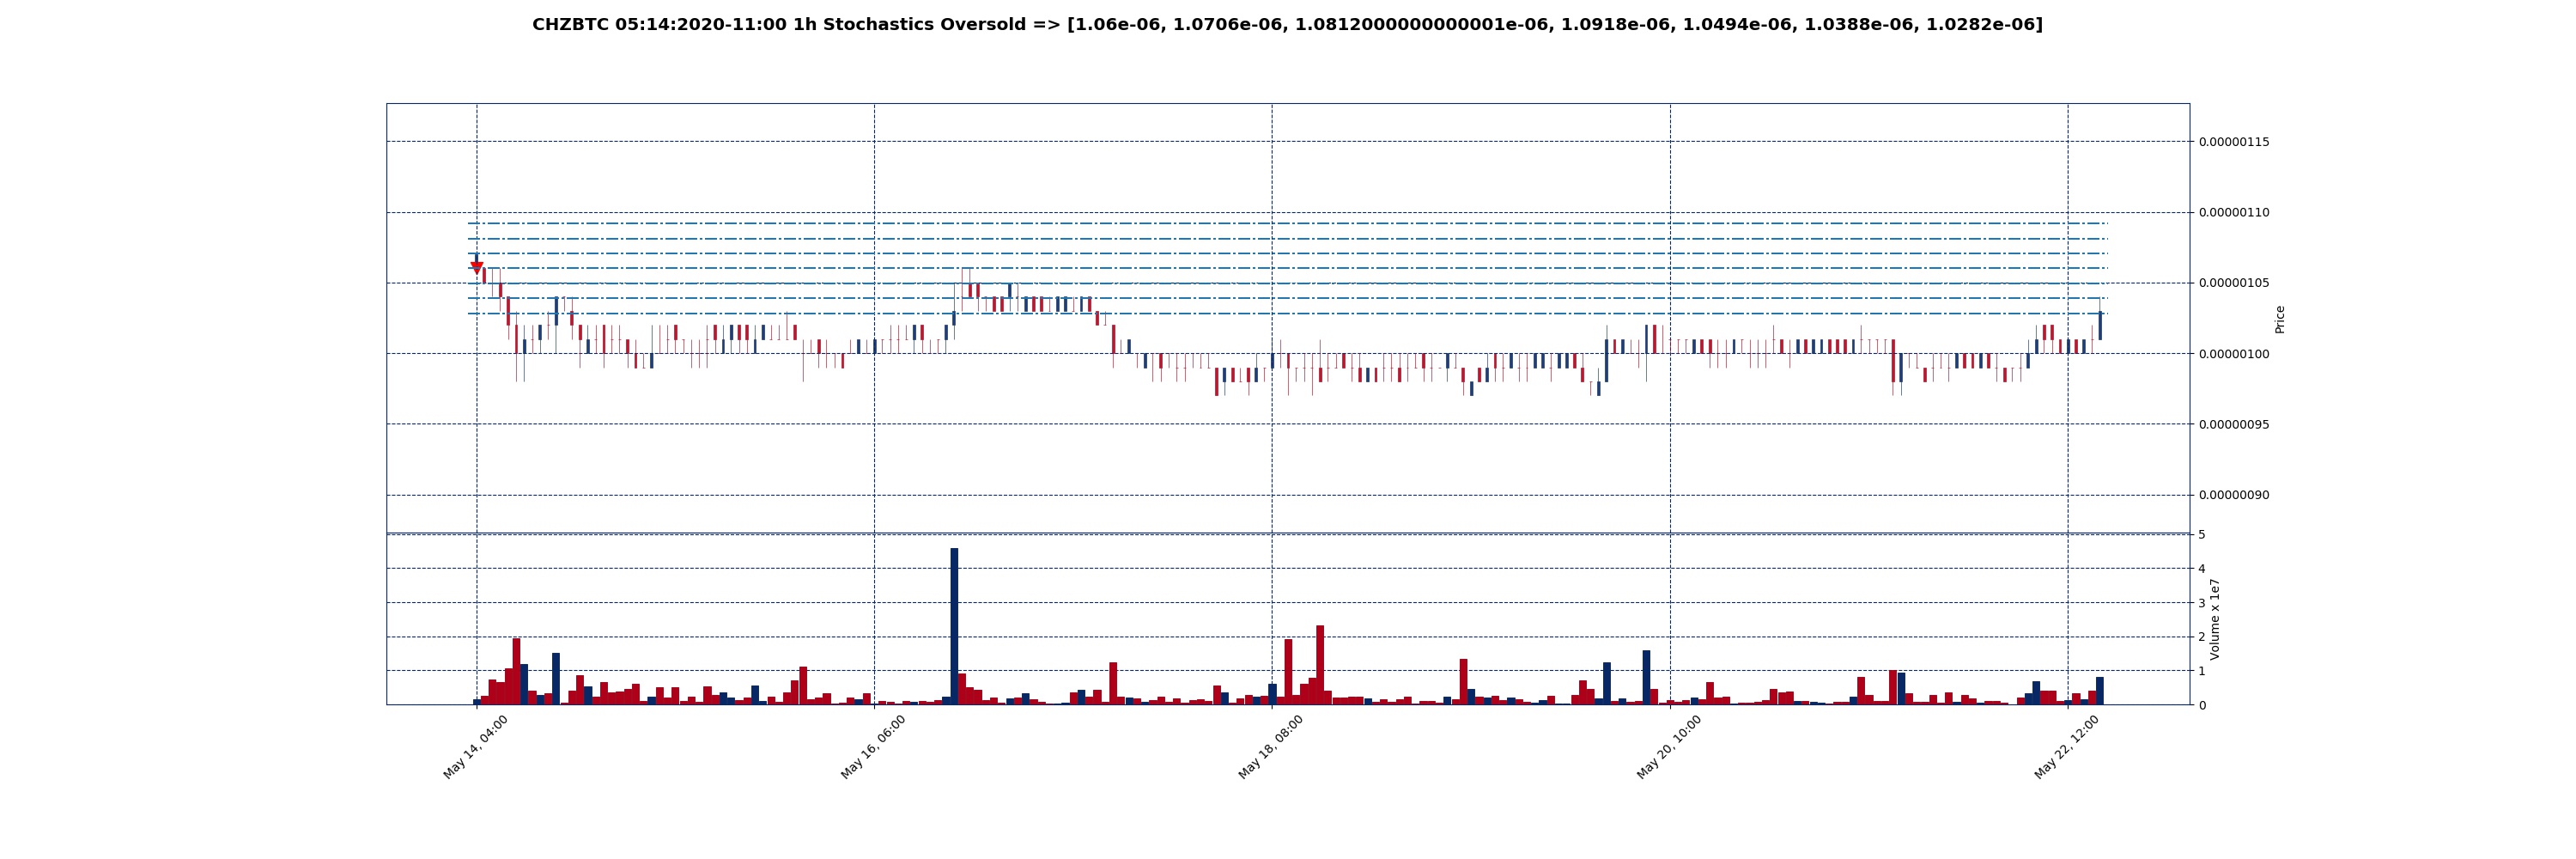 CHZBTC 05:14:2020-11:00 1h Stochastics Oversold => [1.06e-06, 1.0706e-06, 1.0812000000000001e-06, 1.0918e-06, 1.0494e-06, 1.0388e-06, 1.0282e-06]
0.00000115
0.00000110
0.00000105
0.00000100
0.00000095
0.00000090
Price
5
4
3
2
1
0
Volume x 1e7
May 14, 04:00
May 16, 06:00
May 18, 08:00
May 20, 10:00
May 22, 12:00